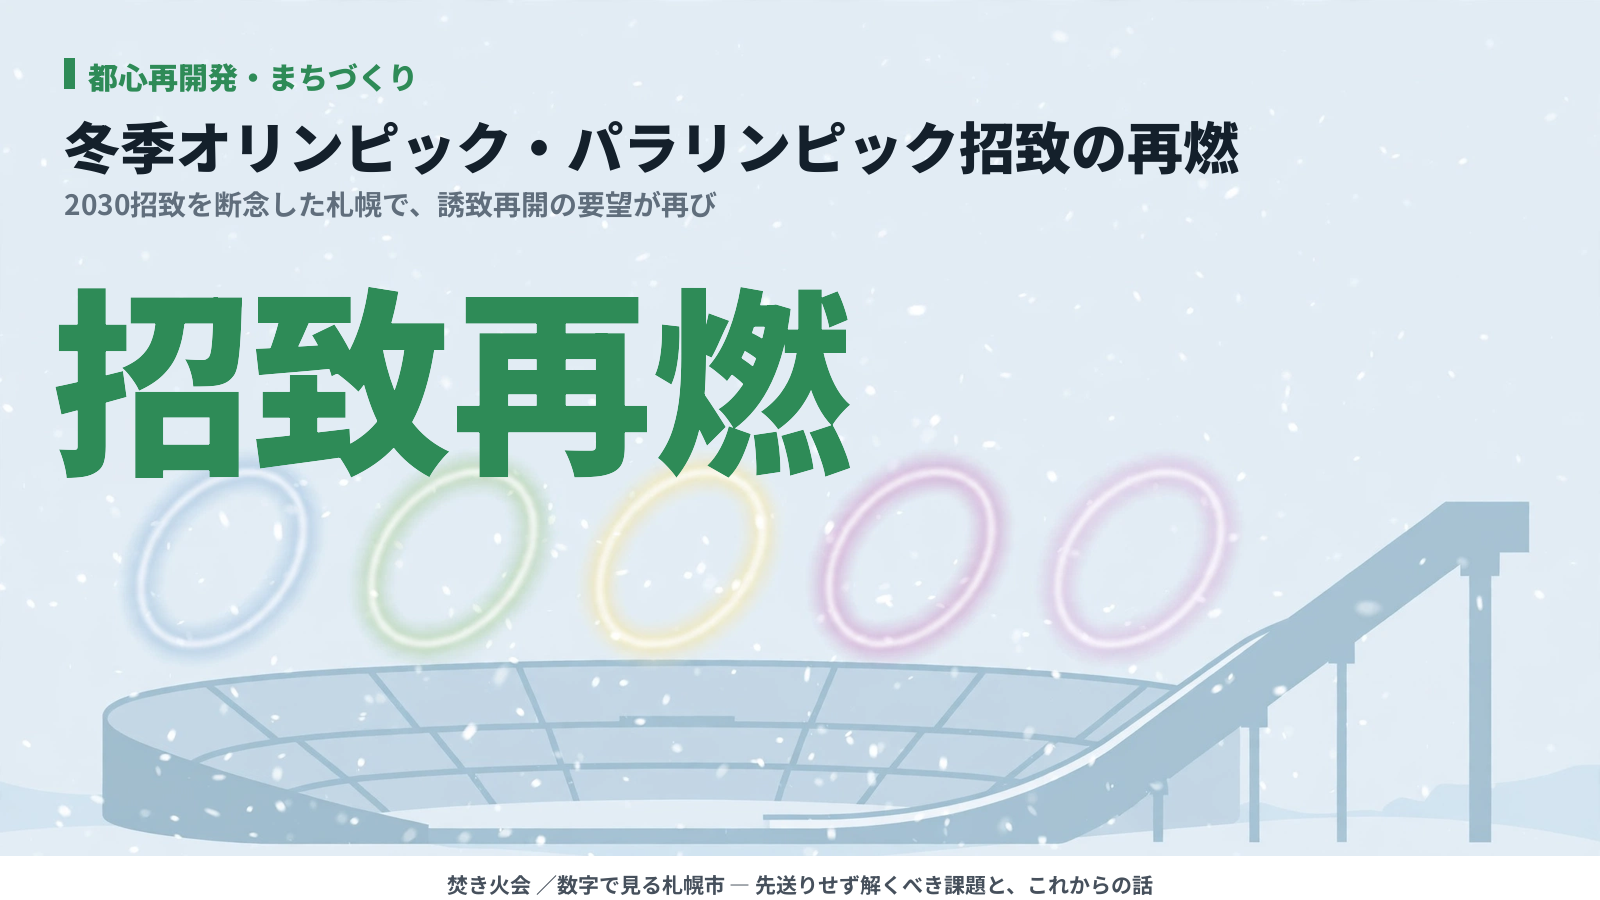 都心再開発・まちづくり
冬季オリンピック・パラリンピック招致の再燃
2030招致を断念した札幌で、誘致再開の要望が再び
招致再燃
焚き火会 ／数字で見る札幌市 — 先送りせず解くべき課題と、これからの話